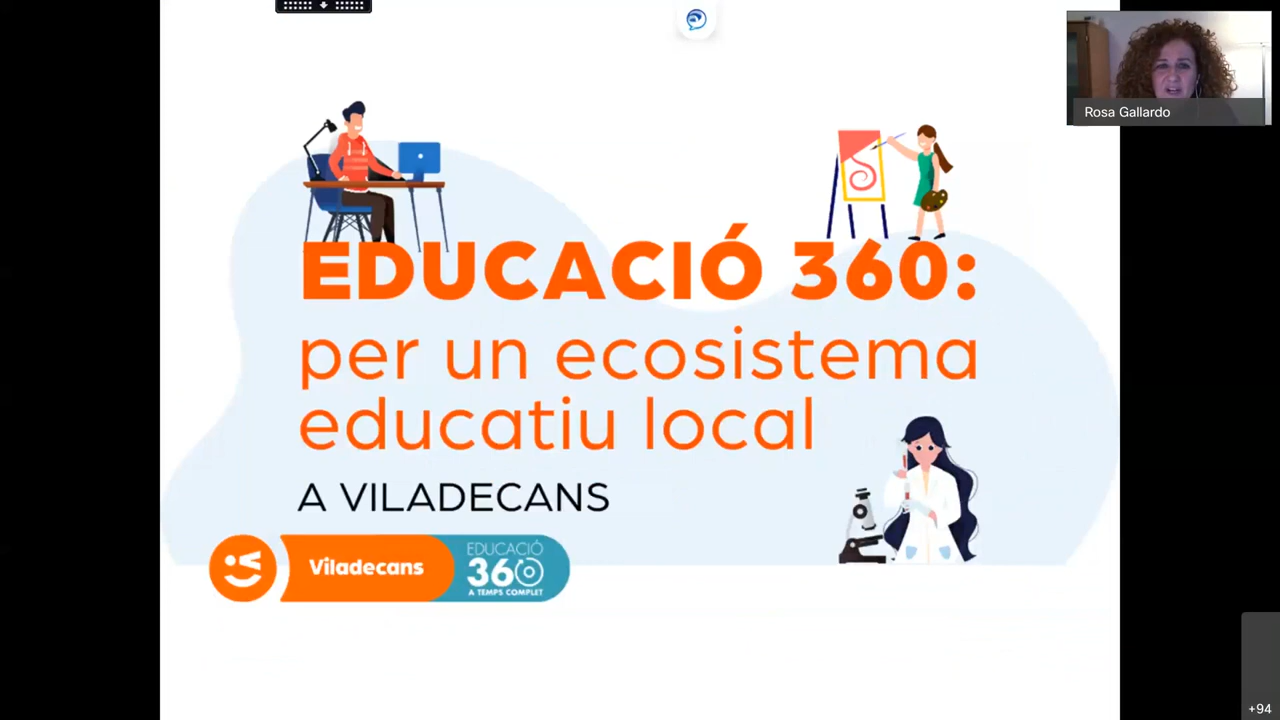 Rosa Gallardo
EDUCACIÓ 360:
per un ecosistema
educatiu local
A VILADECANS
Viladecans
EDUCACIÓ
360
A TEMPS COMPLET
+94